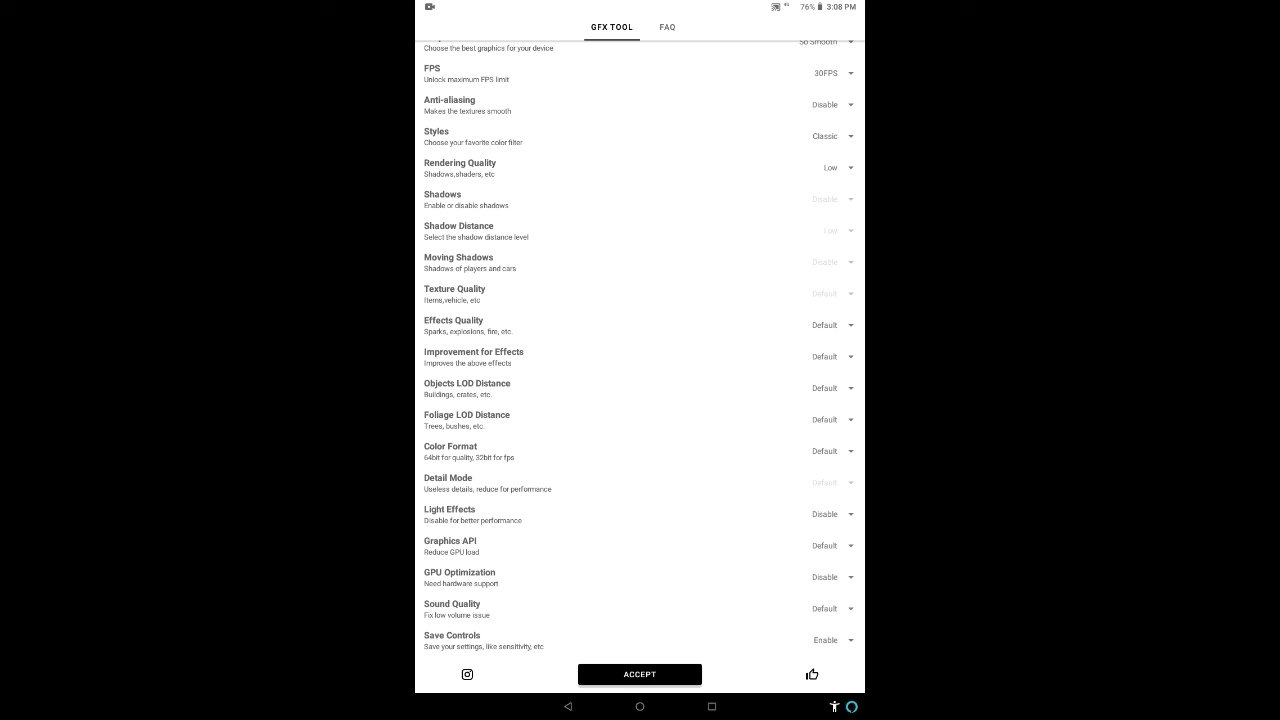 4G 76% 3:08 PM
GFX TOOL FAQ
So Smooth
Choose the best graphics for your device
FPS
30FPS
Unlock maximum FPS limit
Anti-aliasing
Disable
Makes the textures smooth
Styles
Classic
Choose your favorite color filter
Rendering Quality
Low
Shadows,shaders, etc
Shadows
Disable
Enable or disable shadows
Shadow Distance
Low
Select the shadow distance level
Moving Shadows
Disable
Shadows of players and cars
Texture Quality
Default
Items,vehicle, etc
Effects Quality
Default
Sparks, explosions, fire, etc.
Improvement for Effects
Default
Improves the above effects
Objects LOD Distance
Default
Buildings, crates, etc.
Foliage LOD Distance
Default
Trees, bushes, etc.
Color Format
Default
64bit for quality, 32bit for fps
Detail Mode
Default
Useless details, reduce for performance
Light Effects
Disable
Disable for better performance
Graphics API
Default
Reduce GPU load
GPU Optimization
Disable
Need hardware support
Sound Quality
Default
Fix low volume issue
Save Controls
Enable
Save your settings, like sensitivity, etc
ACCEPT